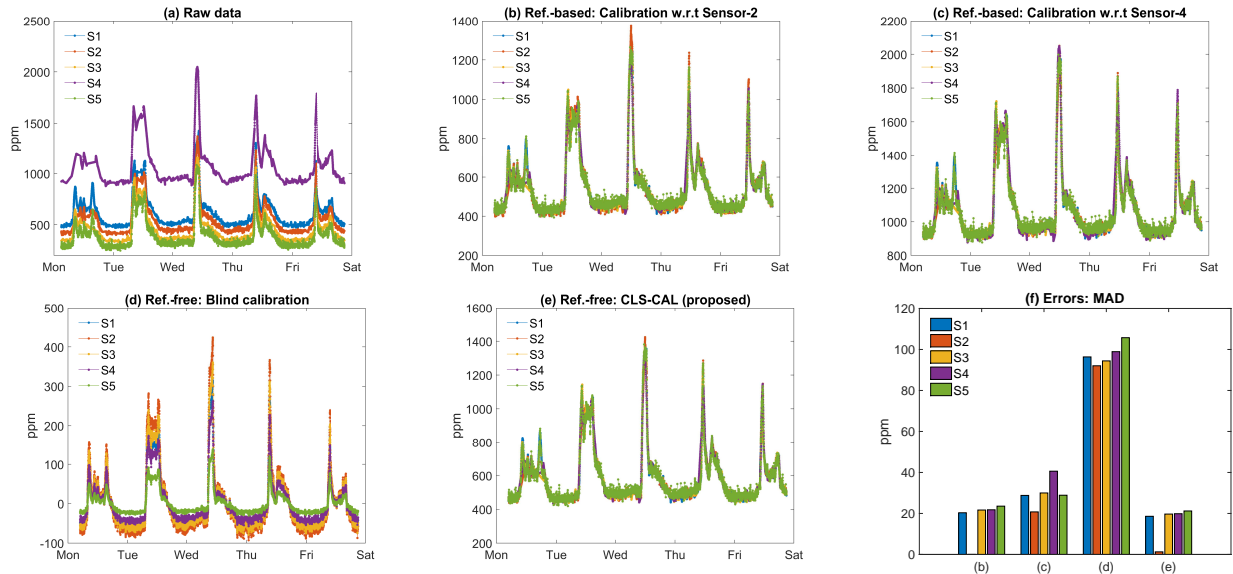 (a) Raw data
2500
2000
1500
1000
500
ppm
S1
S2
S3
S4
S5
Mon Tue Wed Thu Fri Sat
(b) Ref.-based: Calibration w.r.t Sensor-2
1400
1200
1000
800
600
400
200
ppm
S1
S2
S3
S4
S5
Mon Tue Wed Thu Fri Sat
(c) Ref.-based: Calibration w.r.t Sensor-4
2200
2000
1800
1600
1400
1200
1000
800
ppm
S1
S2
S3
S4
S5
Mon Tue Wed Thu Fri Sat
(d) Ref.-free: Blind calibration
500
400
300
200
100
0
-100
ppm
S1
S2
S3
S4
S5
Mon Tue Wed Thu Fri Sat
(e) Ref.-free: CLS-CAL (proposed)
1600
1400
1200
1000
800
600
400
200
ppm
S1
S2
S3
S4
S5
Mon Tue Wed Thu Fri Sat
(f) Errors: MAD
120
100
80
60
40
20
0
ppm
S1
S2
S3
S4
S5
(b) (c) (d) (e)